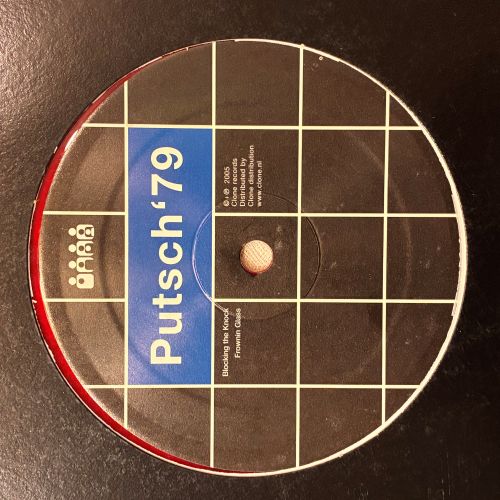 Putsch‘79
Blocking the Knock
Frownin Glass
©+℗ 2005
Clone records
Distributed by
Clone distribution
www.clone.nl